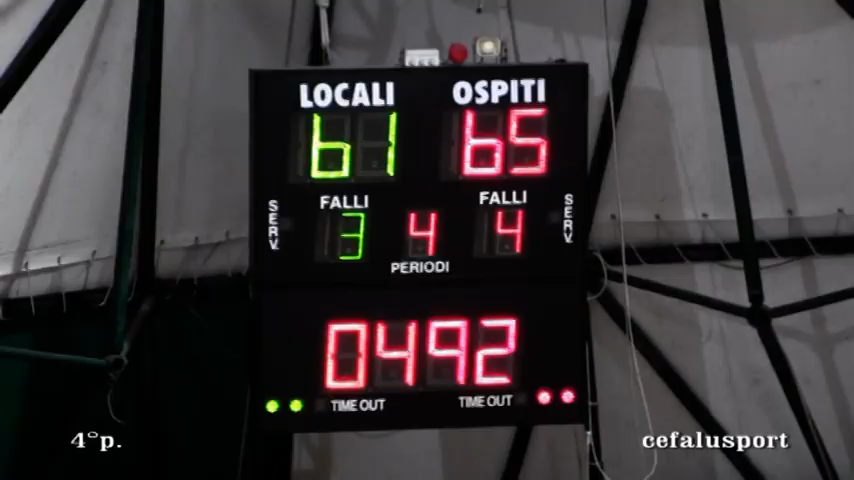 LOCALI OSPITI
61 65
FALLI FALLI
SERV. 3 4 4 SERV.
PERIODI
0492
TIME OUT TIME OUT
4°p. cefalusport